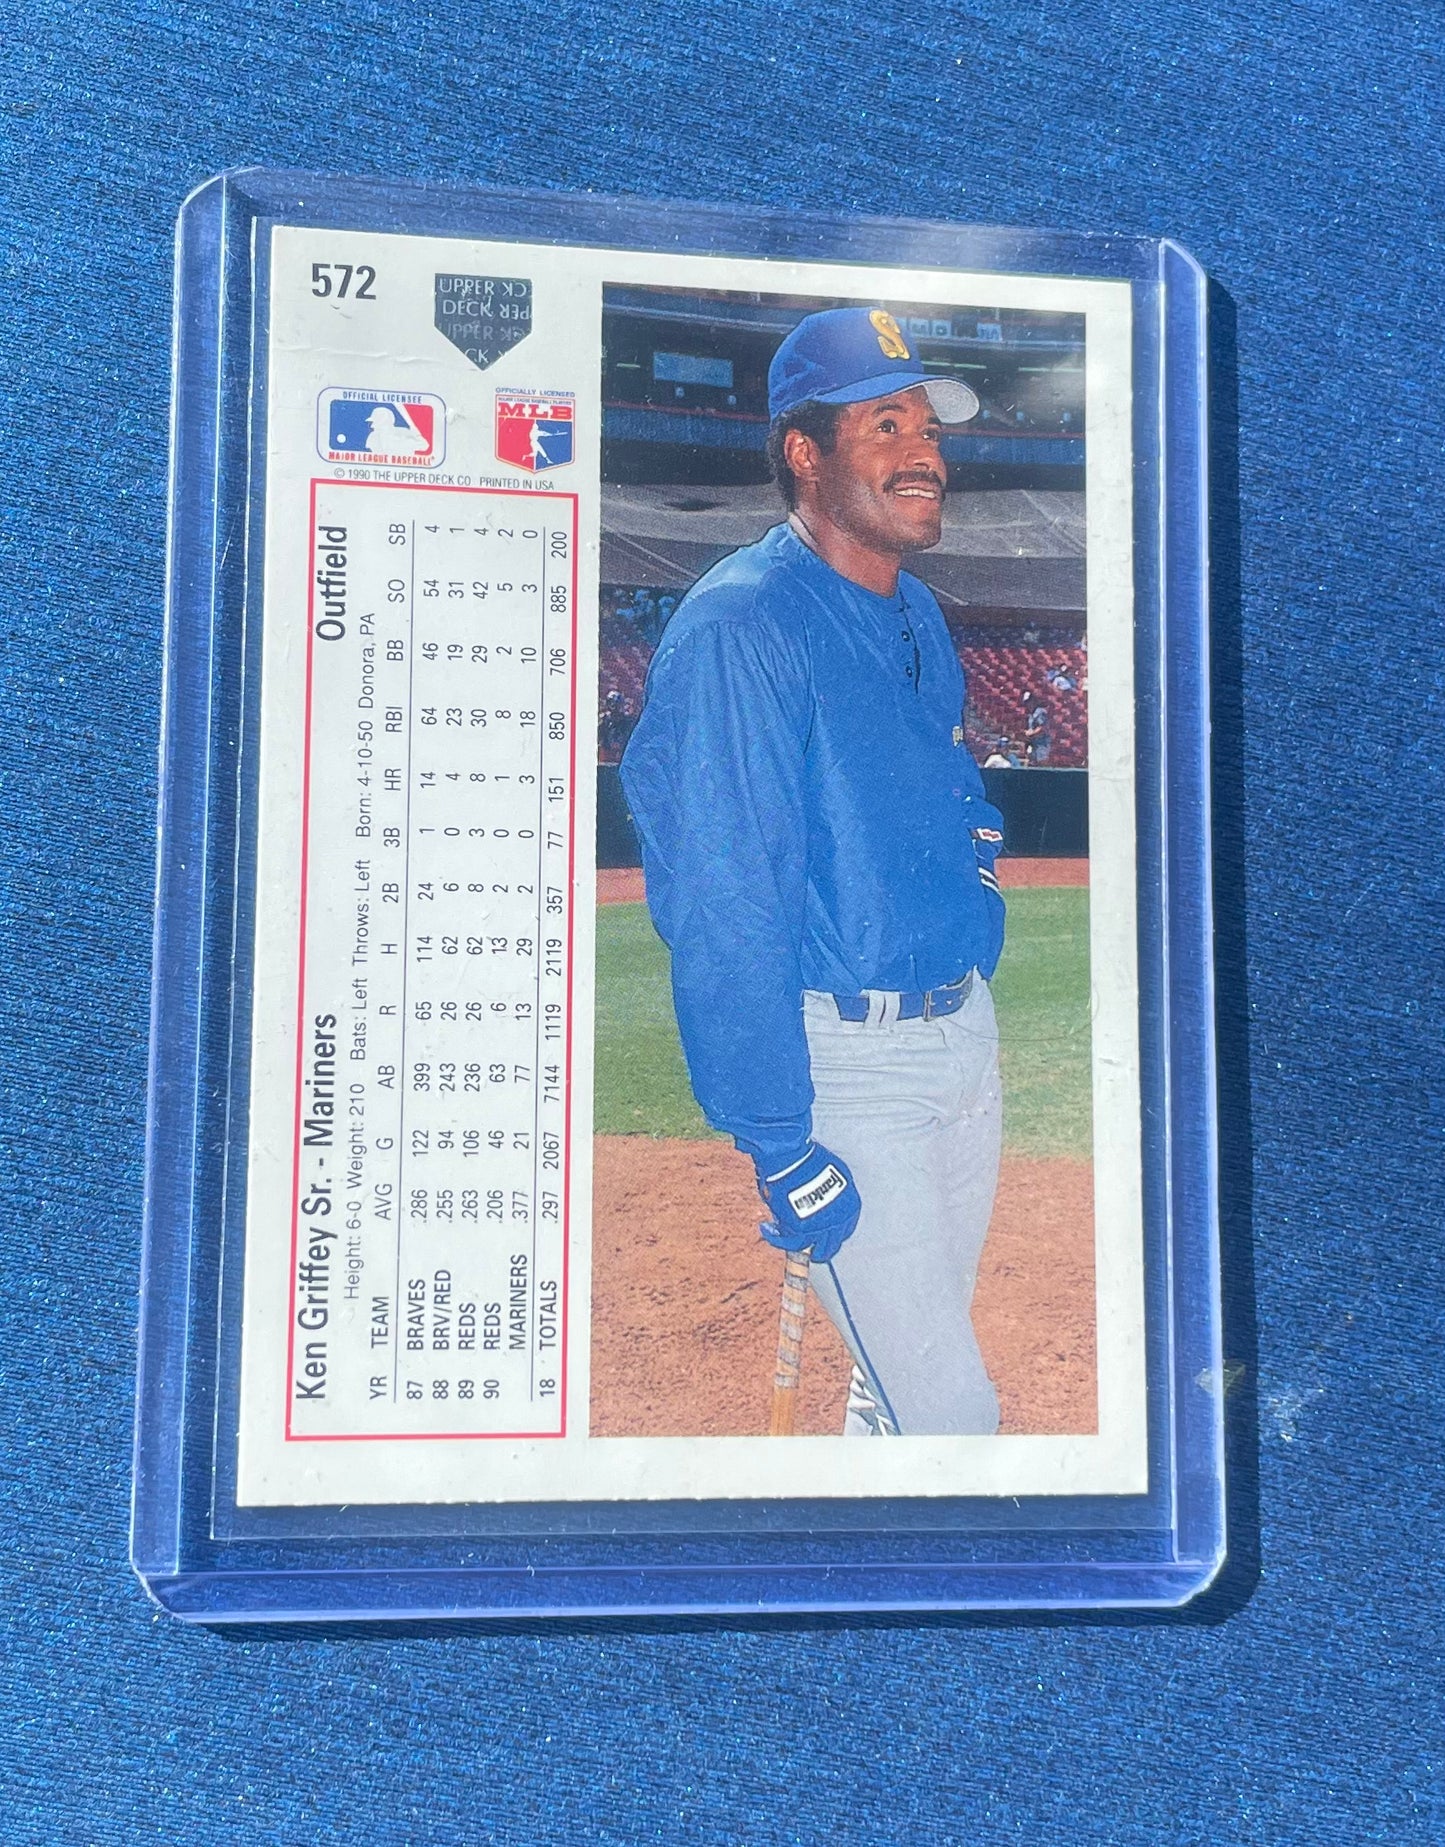 572
UPPER
DECK
UPPER
OFFICIAL LICENSEE
MAJOR LEAGUE BASEBALL
OFFICIALLY LICENSED
MAJOR LEAGUE BASEBALL PLAYERS
MLB
© 1990 THE UPPER DECK CO. PRINTED IN USA
Ken Griffey Sr. - Mariners Outfield
Height: 6-0 Weight: 210 Bats: Left Throws: Left Born: 4-10-50 Donora, PA
YR TEAM AVG G AB R H 2B 3B HR RBI BB SO SB
87 BRAVES .286 122 399 65 114 24 1 14 64 46 54 4
88 BRV/RED .255 94 243 26 62 6 0 4 23 19 31 1
89 REDS .263 106 236 26 62 8 3 8 30 29 42 4
90 REDS .206 46 63 6 13 2 0 1 8 2 5 2
MARINERS .377 21 77 13 29 2 0 3 18 10 3 0
18 TOTALS .297 2067 7144 1119 2119 357 77 151 850 706 885 200
S
franklin